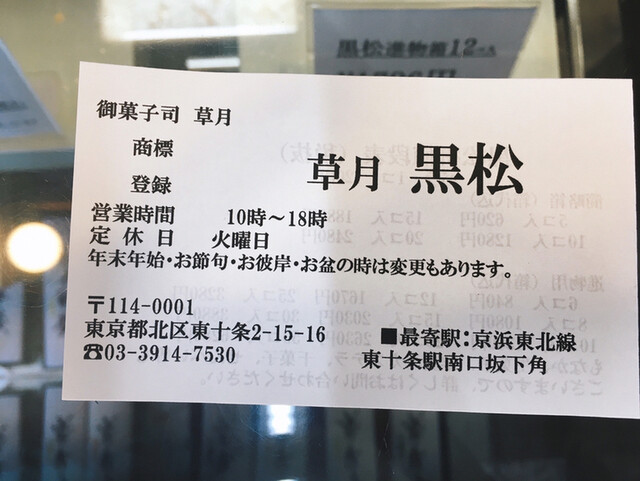 黒松進物箱12コ入
御菓子司 草月
商標
登録
草月 黒松
営業時間 10時～18時
定休日 火曜日
年末年始・お節句・お彼岸・お盆の時は変更もあります。
〒114-0001
東京都北区東十条2-15-16
☎03-3914-7530
■最寄駅：京浜東北線
東十条駅南口坂下角